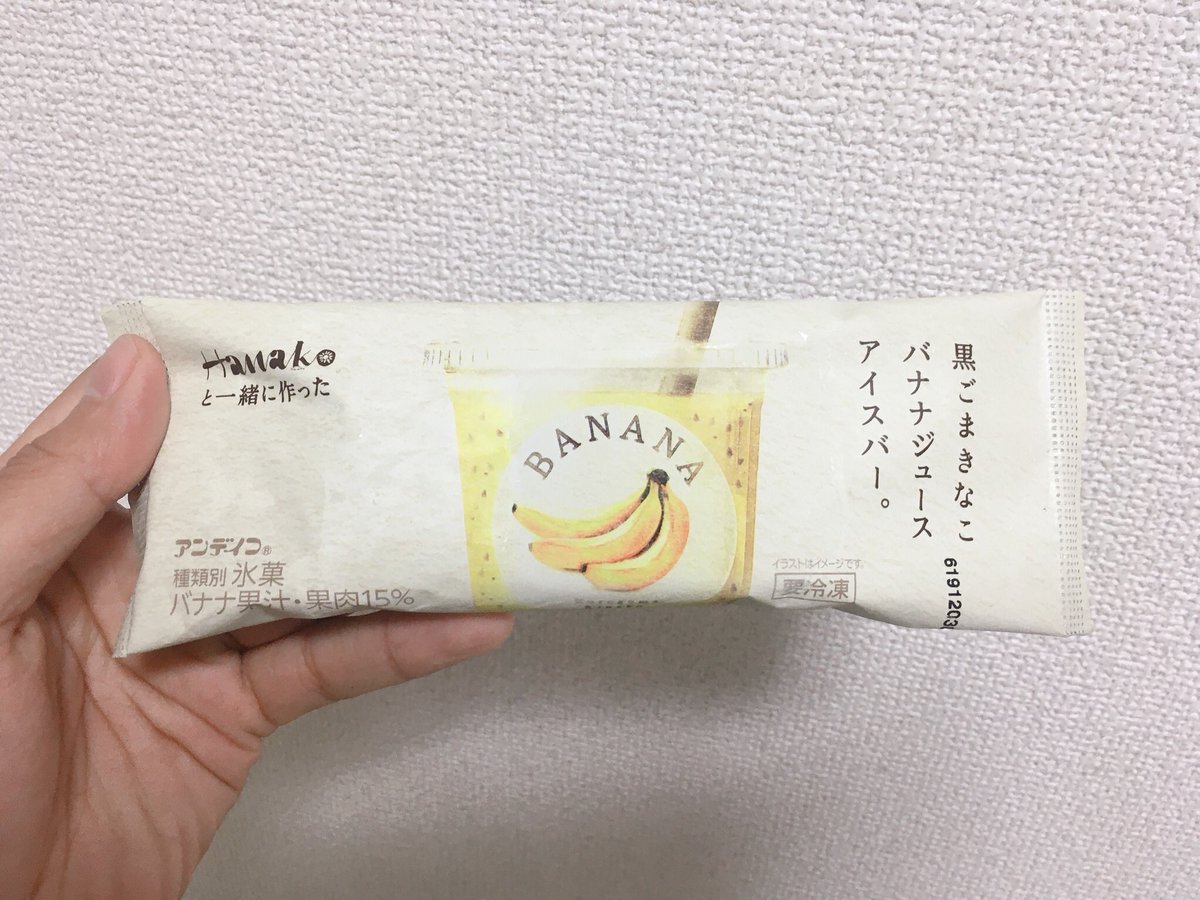 Hanako
と一緒に作った
アンデイコ®
種類別 氷菓
バナナ果汁・果肉15%
BANANA
黒ごまきなこ
バナナジュース
アイスバー。
イラストはイメージです。
要冷凍